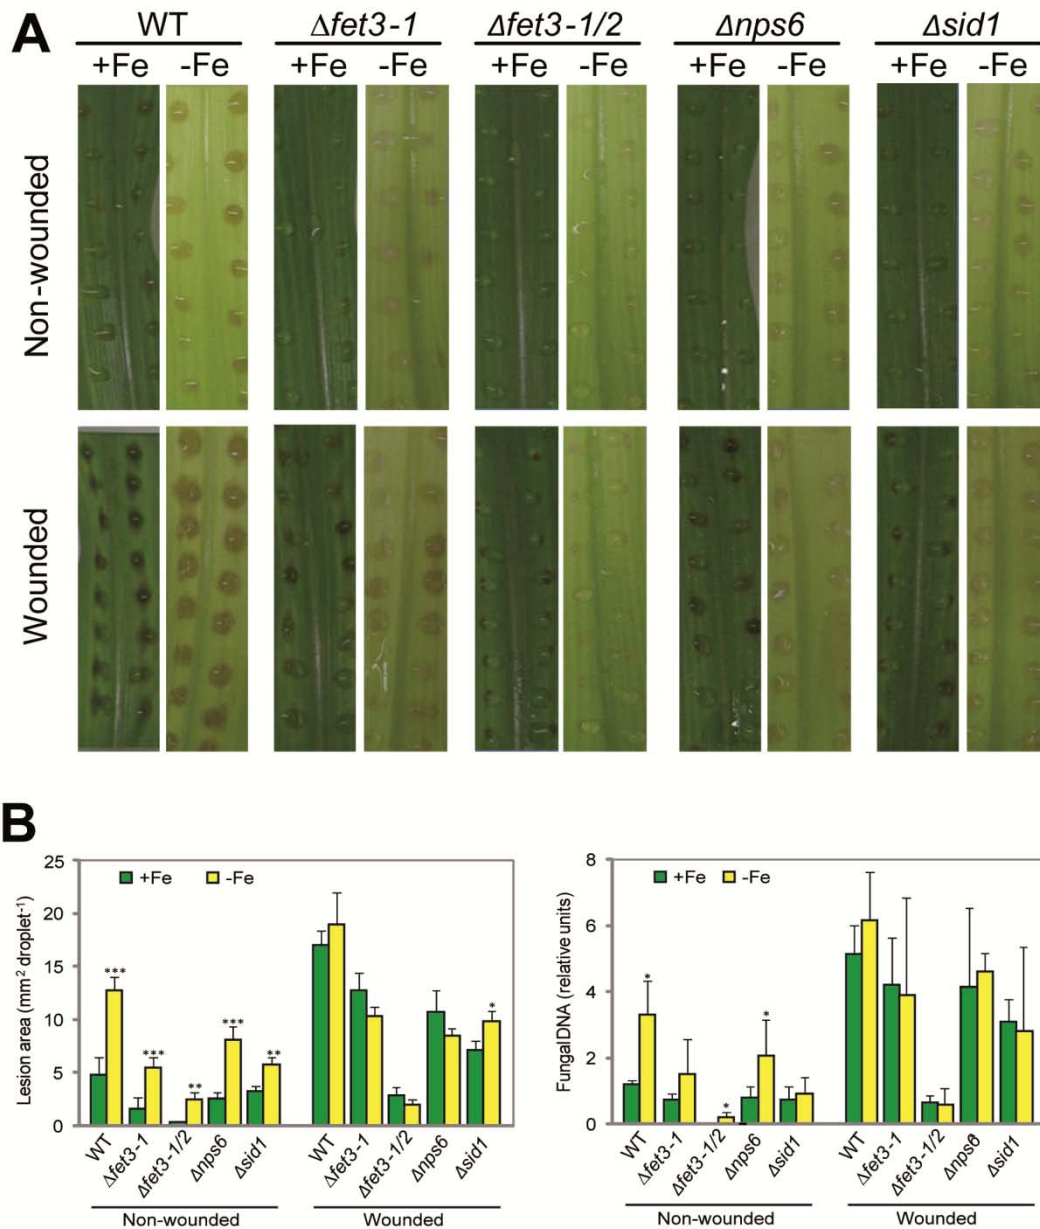 A
WT Δfet3-1 Δfet3-1/2 Δnps6 Δsid1
+Fe -Fe +Fe -Fe +Fe -Fe +Fe -Fe +Fe -Fe
Non-wounded
Wounded
B
25
20
15
10
5
0
Lesion area (mm² droplet⁻¹)
+Fe -Fe
*** *** ** *** ** *
WT Δfet3-1 Δfet3-1/2 Δnps6 Δsid1 WT Δfet3-1 Δfet3-1/2 Δnps6 Δsid1
Non-wounded Wounded
8
6
4
2
0
FungalDNA (relative units)
+Fe -Fe
* * *
WT Δfet3-1 Δfet3-1/2 Δnps6 Δsid1 WT Δfet3-1 Δfet3-1/2 Δnps6 Δsid1
Non-wounded Wounded